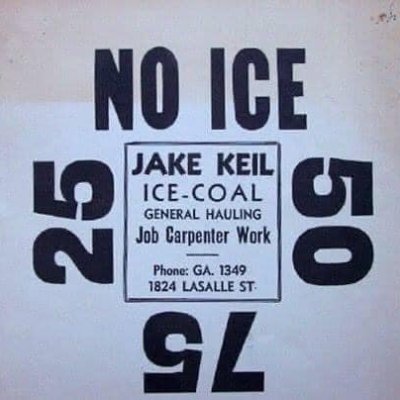 NO ICE
25
JAKE KEIL
ICE-COAL
GENERAL HAULING
Job Carpenter Work
Phone: GA. 1349
1824 LASALLE ST.
50
75